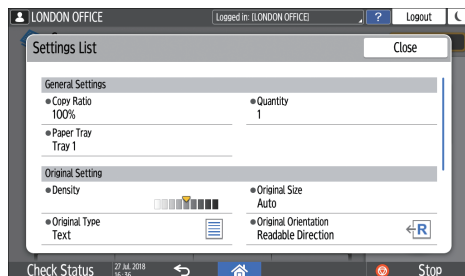 LONDON OFFICE Logged in: [LONDON OFFICE] ? Logout
Settings List Close
General Settings
Copy Ratio Quantity
100% 1
Paper Tray
Tray 1
Original Setting
Density Original Size
Auto
Original Type Original Orientation
Text Readable Direction R
Check Status 27 Jul. 2018 Stop
16:36